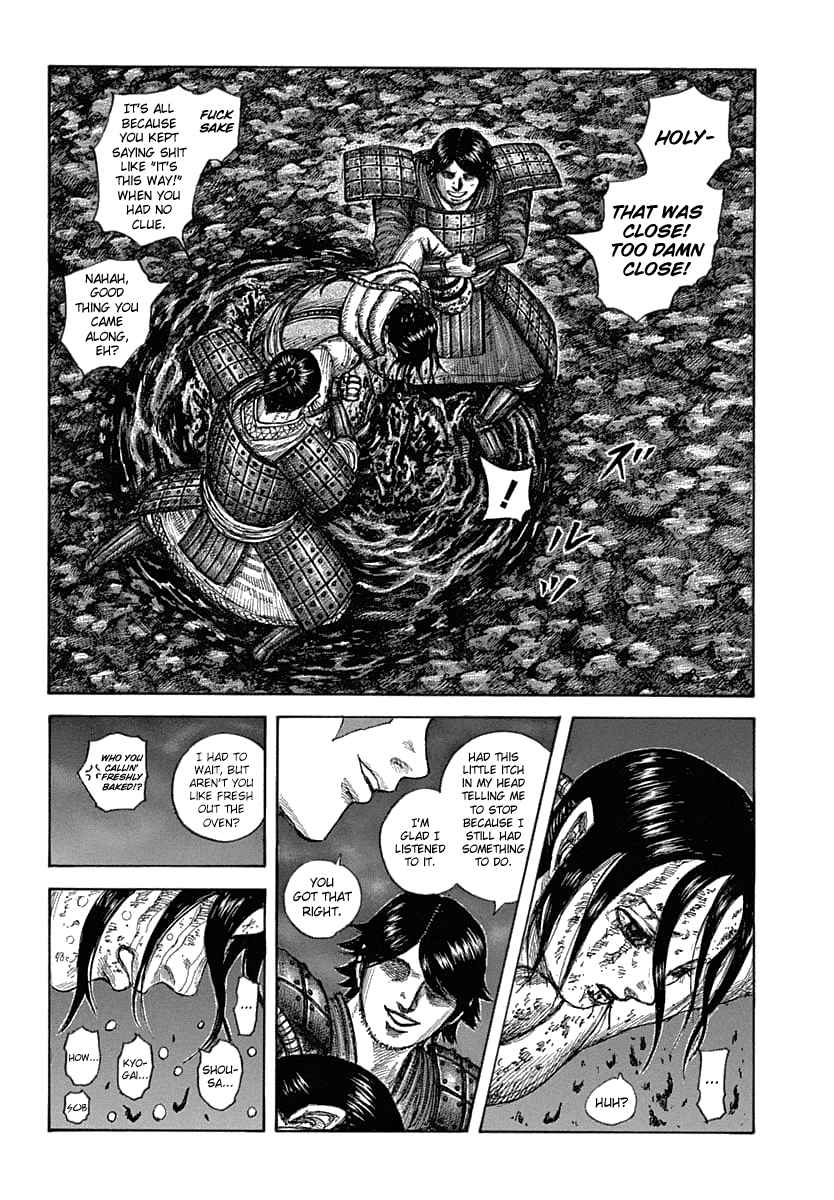 HOLY-
THAT WAS
CLOSE!
TOO DAMN
CLOSE!
FUCK
SAKE
IT'S ALL
BECAUSE
YOU KEPT
SAYING SHIT
LIKE "IT'S
THIS WAY!"
WHEN YOU
HAD NO
CLUE.
NAHAH,
GOOD
THING YOU
CAME
ALONG,
EH?
ズ
ル
ッ
!
...
HUH?
HAD THIS
LITTLE ITCH
IN MY HEAD
TELLING ME
TO STOP
BECAUSE I
STILL HAD
SOMETHING
TO DO.
I'M
GLAD I
LISTENED
TO IT.
YOU
GOT THAT
RIGHT.
I HAD TO
WAIT, BUT
AREN'T YOU
LIKE FRESH
OUT THE
OVEN?
WHO YOU
CALLIN'
FRESHLY
BAKED!?
...
SHOU-
SA...
KYO-
GAI...
HOW...
SOB